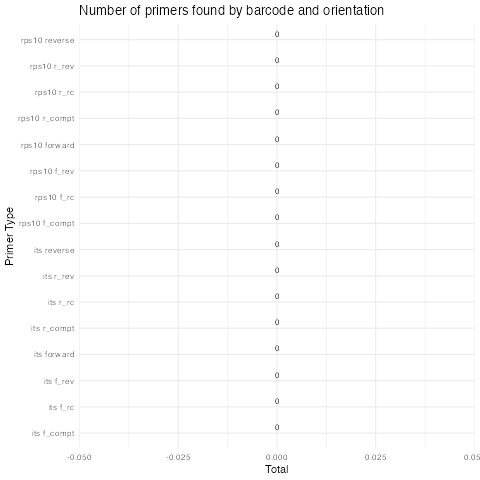 Number of primers found by barcode and orientation
Primer Type
rps10 reverse 0
rps10 r_rev 0
rps10 r_rc 0
rps10 r_compt 0
rps10 forward 0
rps10 f_rev 0
rps10 f_rc 0
rps10 f_compt 0
its reverse 0
its r_rev 0
its r_rc 0
its r_compt 0
its forward 0
its f_rev 0
its f_rc 0
its f_compt 0
-0.050 -0.025 0.000 0.025 0.05
Total